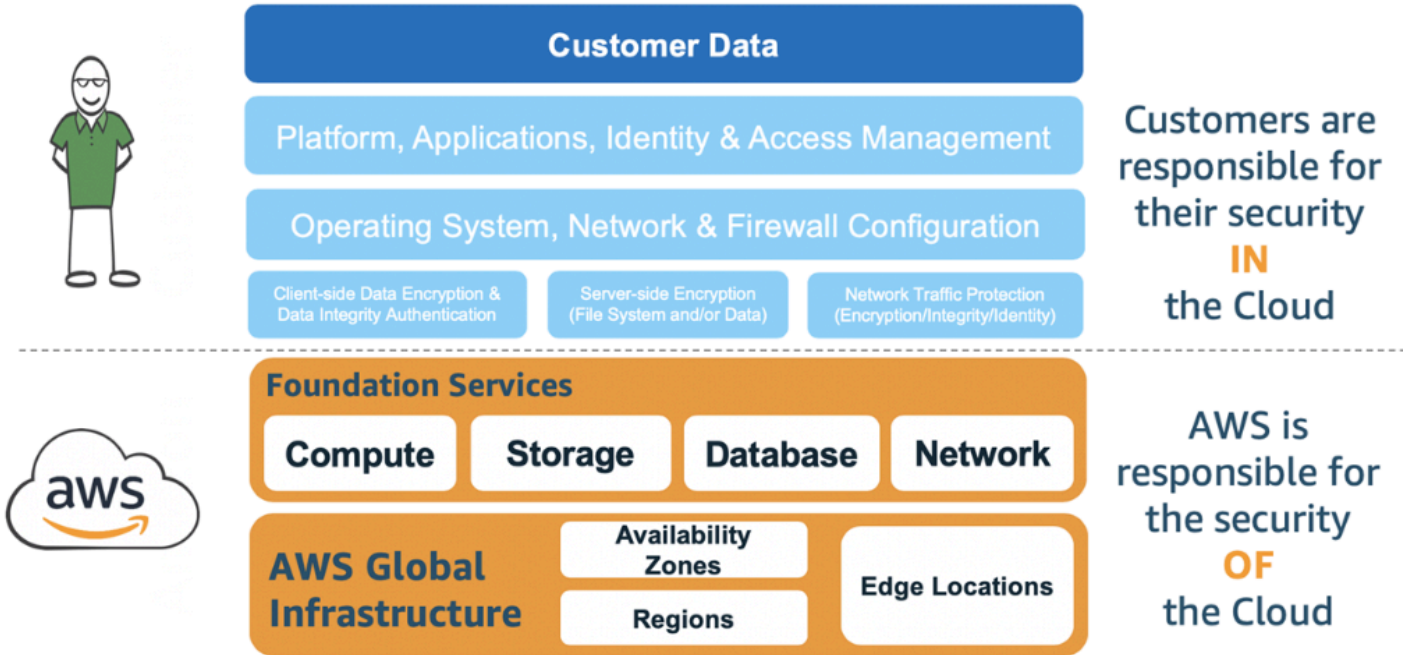 Customer Data
Platform, Applications, Identity & Access Management
Operating System, Network & Firewall Configuration
Client-side Data Encryption &
Data Integrity Authentication
Server-side Encryption
(File System and/or Data)
Network Traffic Protection
(Encryption/Integrity/Identity)
Customers are
responsible for
their security
IN
the Cloud
aws
Foundation Services
Compute
Storage
Database
Network
AWS Global
Infrastructure
Availability
Zones
Regions
Edge Locations
AWS is
responsible for
the security
OF
the Cloud